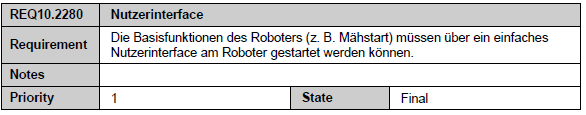 REQ10.2280 Nutzerinterface
Requirement Die Basisfunktionen des Roboters (z. B. Mähstart) müssen über ein einfaches
Nutzerinterface am Roboter gestartet werden können.
Notes
Priority 1 State Final